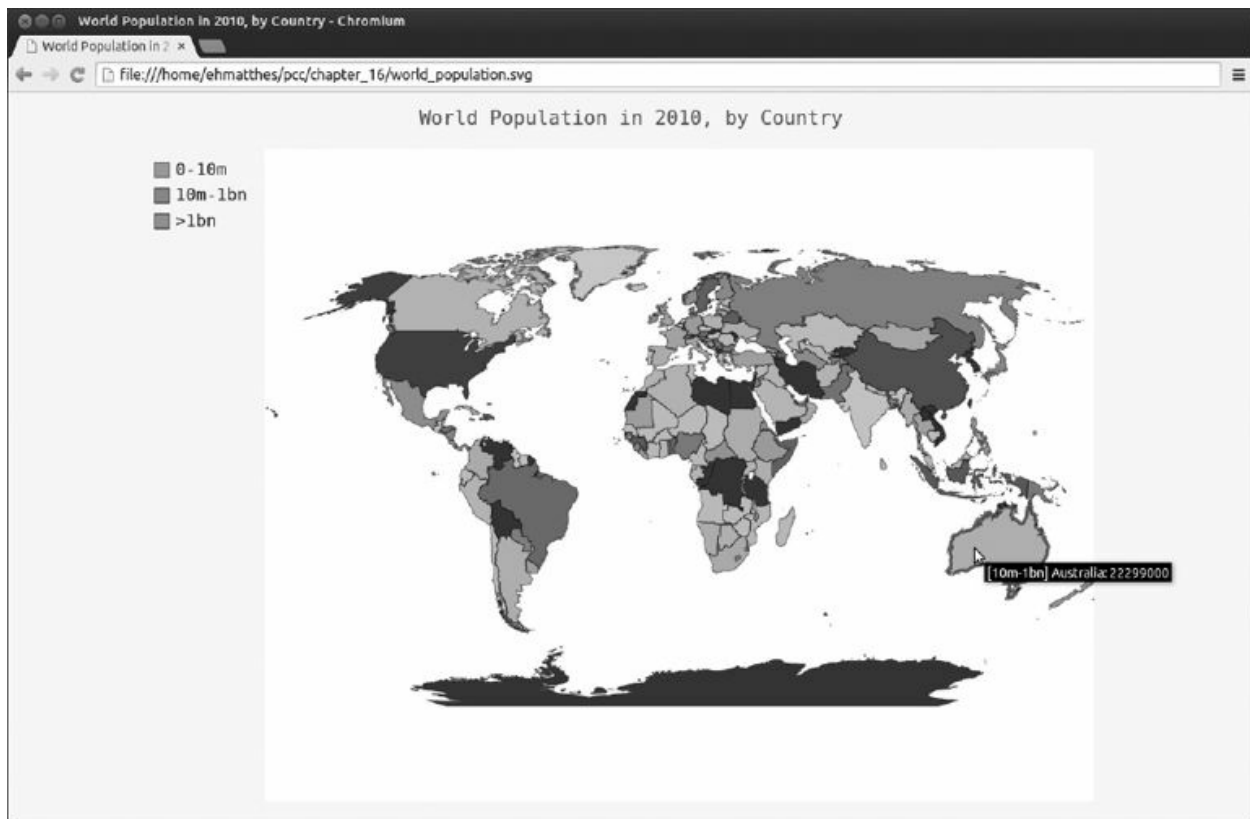 World Population in 2010, by Country - Chromium
World Population in 2
file:///home/ehmatthes/pcc/chapter_16/world_population.svg
World Population in 2010, by Country
0-10m
10m-1bn
>1bn
[10m-1bn] Australia: 22299000